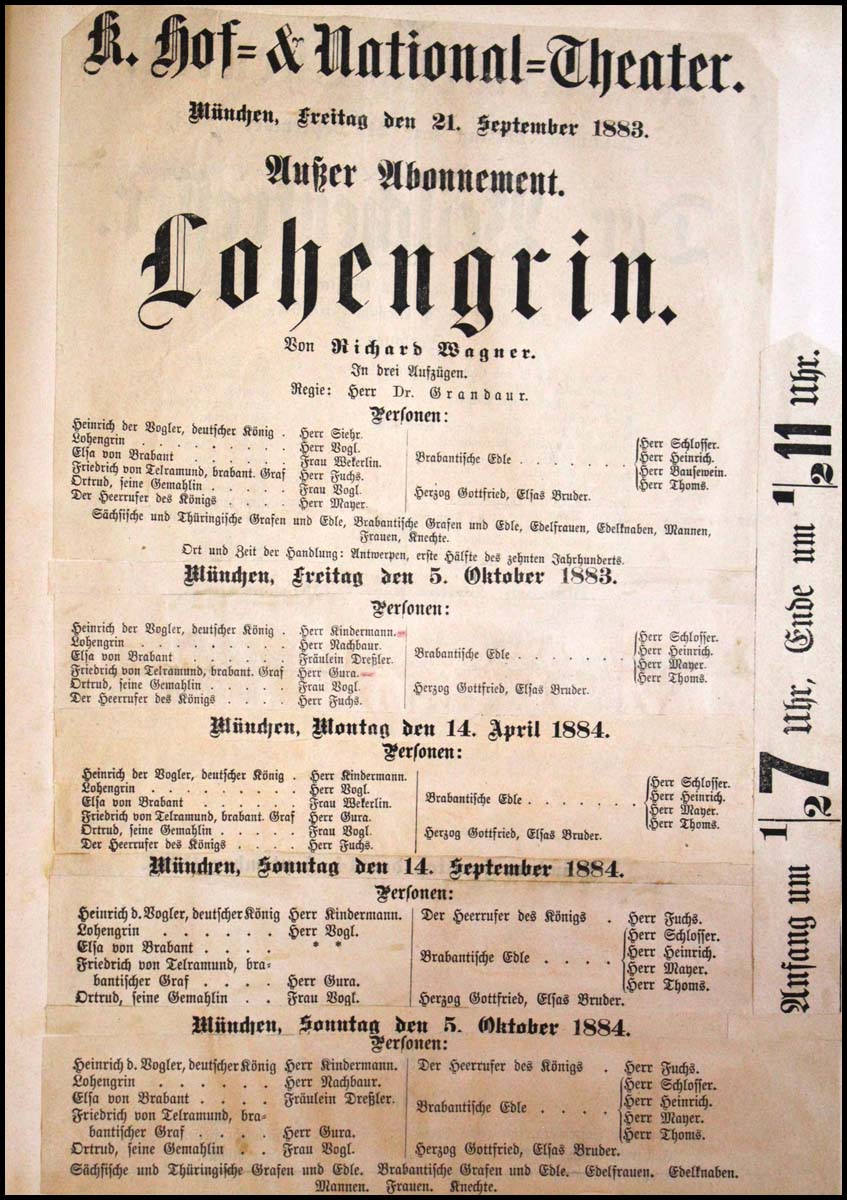 K. Hof= & National=Theater.
München, Freitag den 21. September 1883.
Außer Abonnement.
Lohengrin.
Von Richard Wagner.
In drei Aufzügen.
Regie: Herr Dr. Grandaur.
Personen:
Heinrich der Vogler, deutscher König . Herr Siehr.
Lohengrin . . . . . . . . . Herr Vogl.
Elsa von Brabant . . . . . . . Frau Wekerlin.
Friedrich von Telramund, brabant. Graf Herr Fuchs.
Ortrud, seine Gemahlin . . . . . Frau Vogl.
Der Heerrufer des Königs . . . . Herr Mayer.
Brabantische Edle . . . . . . .
Herr Schlosser.
Herr Heinrich.
Herr Bausewein.
Herr Thoms.
Herzog Gottfried, Elsas Bruder.
Sächsische und Thüringische Grafen und Edle, Brabantische Grafen und Edle, Edelfrauen, Edelknaben, Mannen,
Frauen, Knechte.
Ort und Zeit der Handlung: Antwerpen, erste Hälfte des zehnten Jahrhunderts.
München, Freitag den 5. Oktober 1883.
Personen:
Heinrich der Vogler, deutscher König . Herr Kindermann.
Lohengrin . . . . . . . . . Herr Nachbaur.
Elsa von Brabant . . . . . . . Fräulein Dreßler.
Friedrich von Telramund, brabant. Graf Herr Gura.
Ortrud, seine Gemahlin . . . . . Frau Vogl.
Der Heerrufer des Königs . . . . Herr Fuchs.
Brabantische Edle . . . . . . .
Herr Schlosser.
Herr Heinrich.
Herr Mayer.
Herr Thoms.
Herzog Gottfried, Elsas Bruder.
München, Montag den 14. April 1884.
Personen:
Heinrich der Vogler, deutscher König . Herr Kindermann.
Lohengrin . . . . . . . . . Herr Vogl.
Elsa von Brabant . . . . . . . Frau Wekerlin.
Friedrich von Telramund, brabant. Graf Herr Gura.
Ortrud, seine Gemahlin . . . . . Frau Vogl.
Der Heerrufer des Königs . . . . Herr Fuchs.
Brabantische Edle . . . . . . .
Herr Schlosser.
Herr Heinrich.
Herr Mayer.
Herr Thoms.
Herzog Gottfried, Elsas Bruder.
München, Sonntag den 14. September 1884.
Personen:
Heinrich d. Vogler, deutscher König Herr Kindermann.
Lohengrin . . . . . . Herr Vogl.
Elsa von Brabant . . . . * *
Friedrich von Telramund, bra=
bantischer Graf . . . . Herr Gura.
Ortrud, seine Gemahlin . . Frau Vogl.
Der Heerrufer des Königs . Herr Fuchs.
Brabantische Edle . . . .
Herr Schlosser.
Herr Heinrich.
Herr Mayer.
Herr Thoms.
Herzog Gottfried, Elsas Bruder.
München, Sonntag den 5. Oktober 1884.
Personen:
Heinrich d. Vogler, deutscher König Herr Kindermann.
Lohengrin . . . . . . Herr Nachbaur.
Elsa von Brabant . . . . Fräulein Dreßler.
Friedrich von Telramund, bra=
bantischer Graf . . . . Herr Gura.
Ortrud, seine Gemahlin . . Frau Vogl.
Der Heerrufer des Königs . Herr Fuchs.
Brabantische Edle . . . .
Herr Schlosser.
Herr Heinrich.
Herr Mayer.
Herr Thoms.
Herzog Gottfried, Elsas Bruder.
Sächsische und Thüringische Grafen und Edle. Brabantische Grafen und Edle. Edelfrauen. Edelknaben.
Mannen. Frauen. Knechte.
Anfang um 1/2 7 Uhr, Ende um 1/2 11 Uhr.